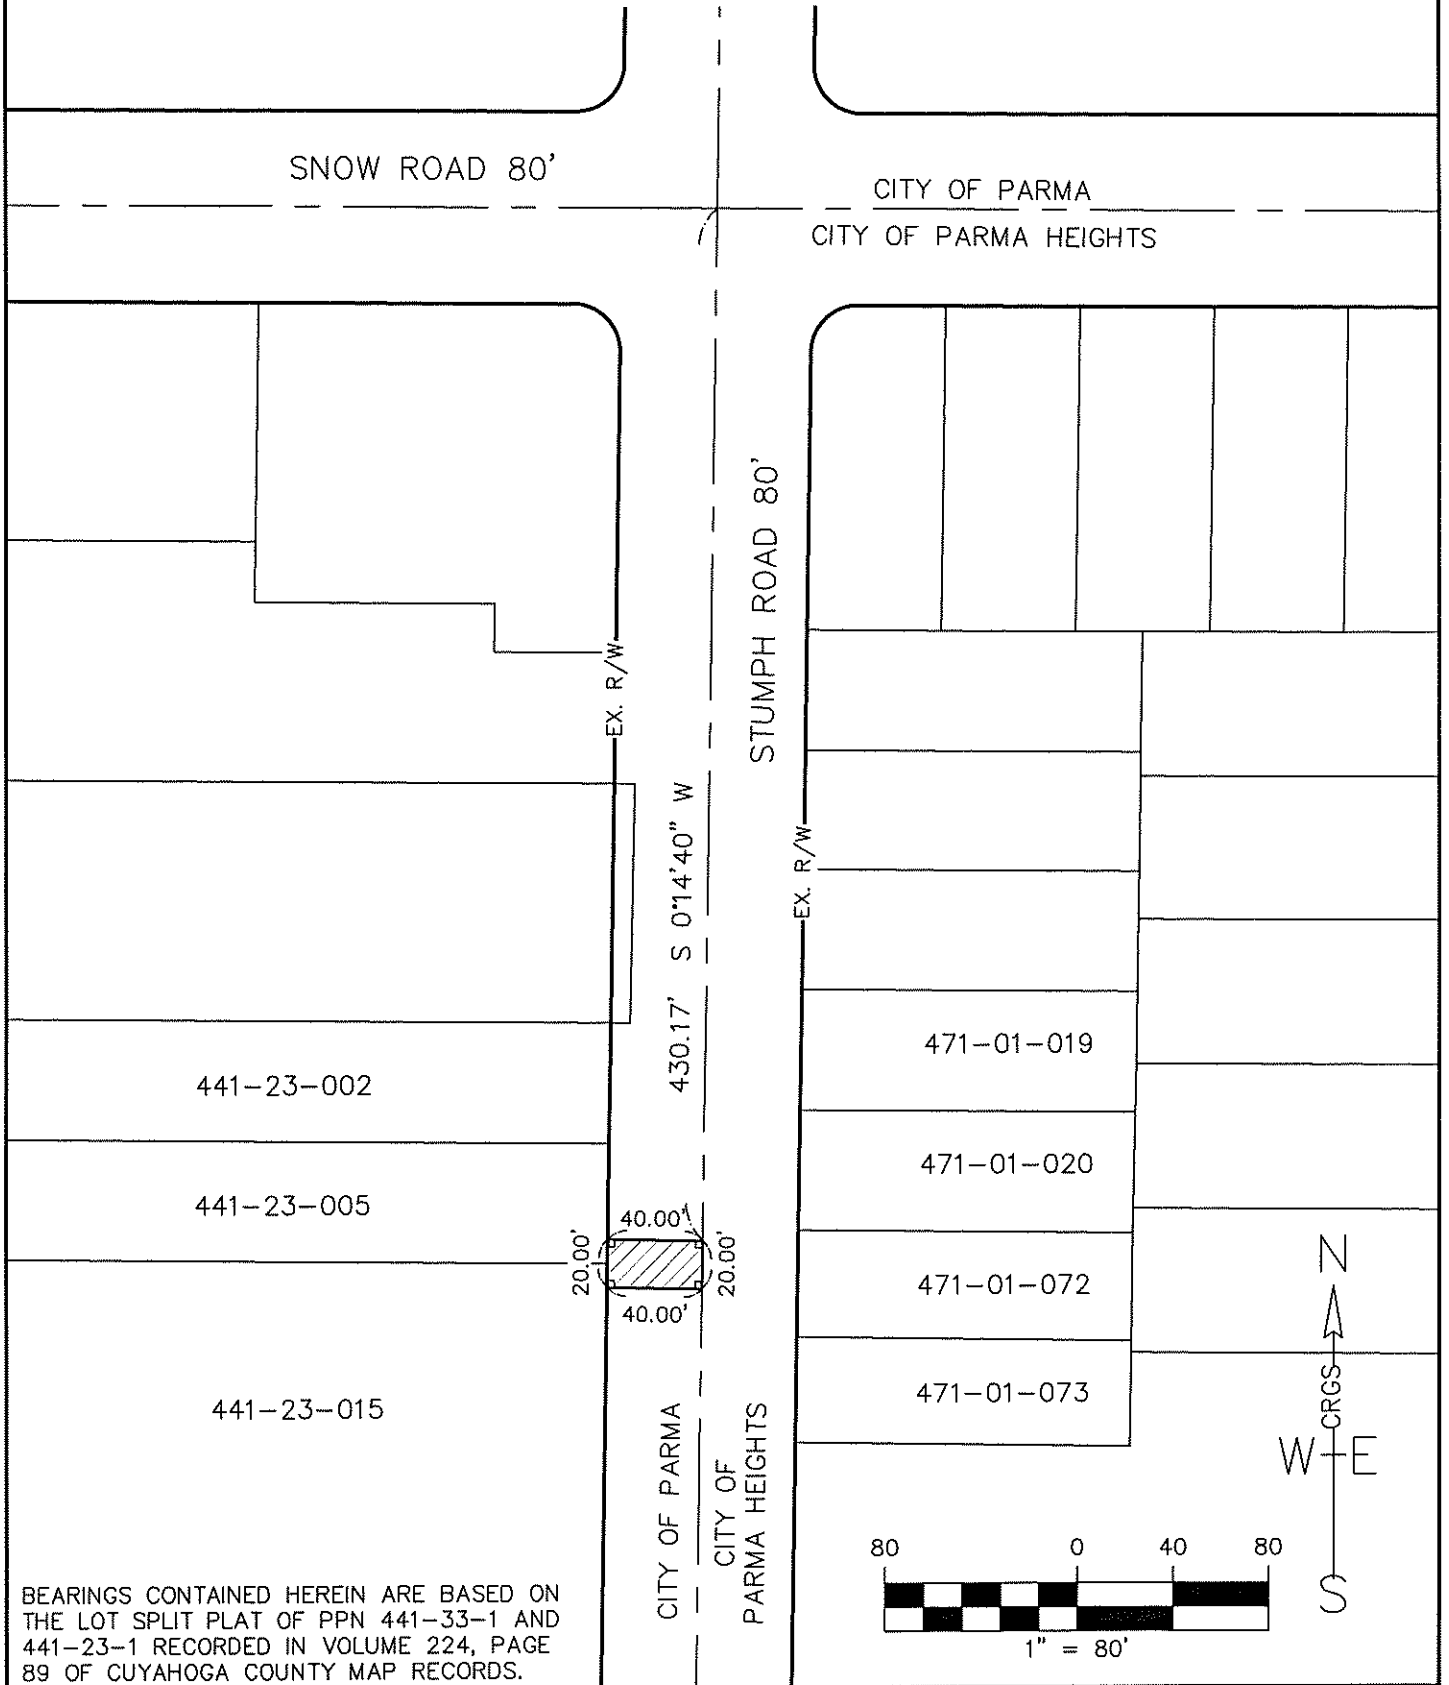 SNOW ROAD 80'
CITY OF PARMA
CITY OF PARMA HEIGHTS
STUMPH ROAD 80'
EX. R/W
EX. R/W
430.17' S 0°14'40" W
441-23-002
441-23-005
441-23-015
471-01-019
471-01-020
471-01-072
471-01-073
40.00'
20.00'
20.00'
40.00'
CITY OF PARMA
CITY OF
PARMA HEIGHTS
N
CRGS
W E
S
80 0 40 80
1" = 80'
BEARINGS CONTAINED HEREIN ARE BASED ON
THE LOT SPLIT PLAT OF PPN 441-33-1 AND
441-23-1 RECORDED IN VOLUME 224, PAGE
89 OF CUYAHOGA COUNTY MAP RECORDS.